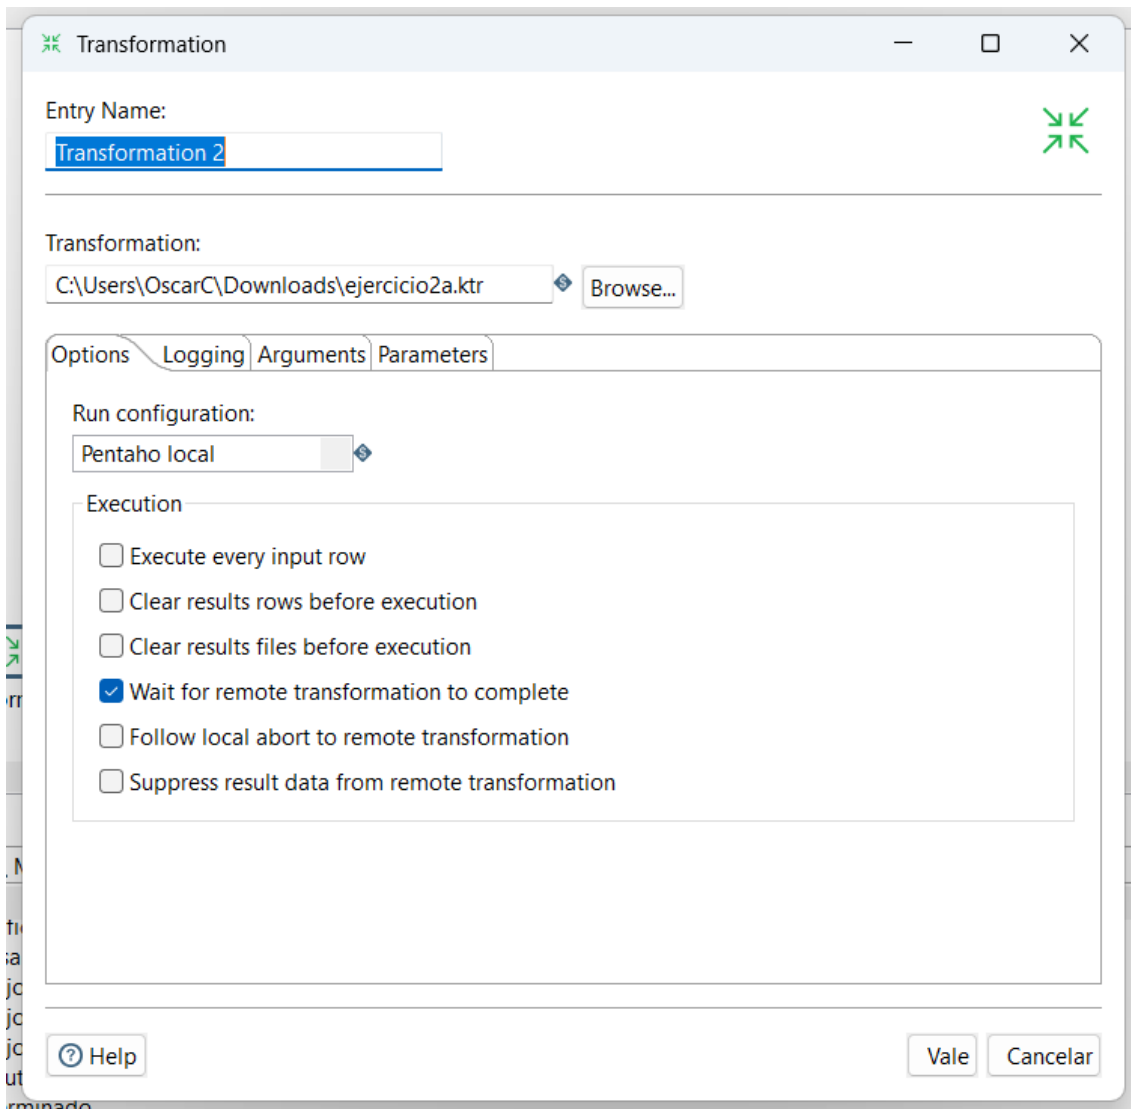 Transformation
Entry Name:
Transformation 2
Transformation:
C:\Users\OscarC\Downloads\ejercicio2a.ktr
Browse...
Options Logging Arguments Parameters
Run configuration:
Pentaho local
Execution
Execute every input row
Clear results rows before execution
Clear results files before execution
Wait for remote transformation to complete
Follow local abort to remote transformation
Suppress result data from remote transformation
Help Vale Cancelar